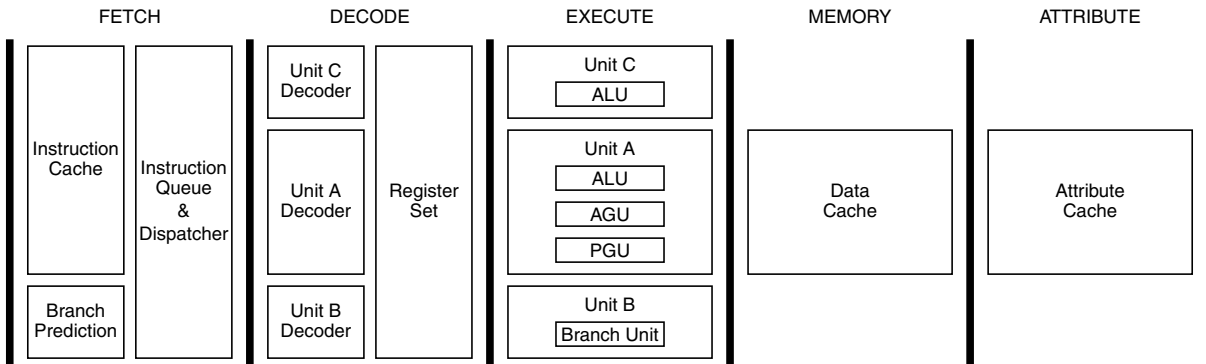 FETCH
DECODE
EXECUTE
MEMORY
ATTRIBUTE
Instruction
Cache
Branch
Prediction
Instruction
Queue
&
Dispatcher
Unit C
Decoder
Unit A
Decoder
Unit B
Decoder
Register
Set
Unit C
ALU
Unit A
ALU
AGU
PGU
Unit B
Branch Unit
Data
Cache
Attribute
Cache